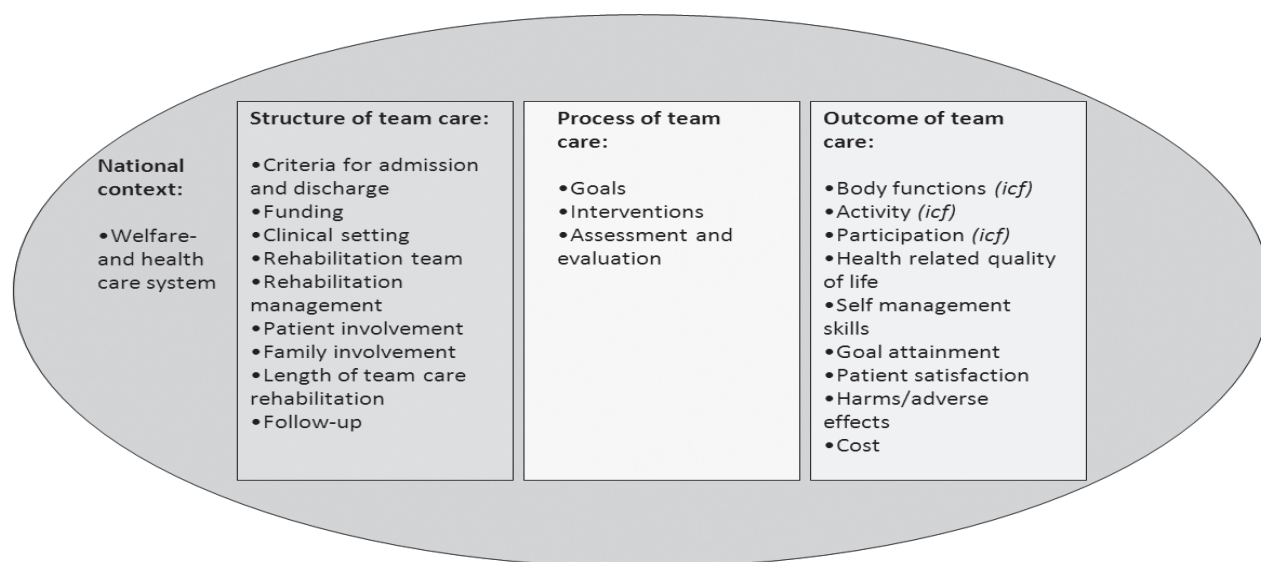 National
context:
•Welfare-
and health
care system
Structure of team care:
•Criteria for admission
and discharge
•Funding
•Clinical setting
•Rehabilitation team
•Rehabilitation
management
•Patient involvement
•Family involvement
•Length of team care
rehabilitation
•Follow-up
Process of team
care:
•Goals
•Interventions
•Assessment and
evaluation
Outcome of team
care:
•Body functions (icf)
•Activity (icf)
•Participation (icf)
•Health related quality
of life
•Self management
skills
•Goal attainment
•Patient satisfaction
•Harms/adverse
effects
•Cost